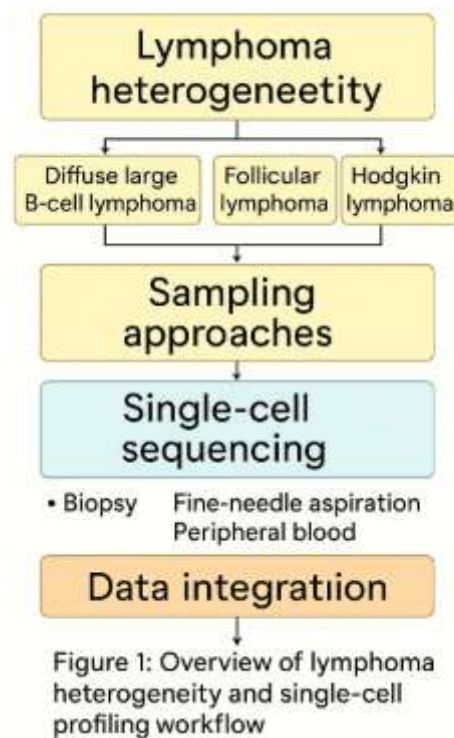 Lymphoma
heterogeneetity
Diffuse large
B-cell lymphoma
Follicular
lymphoma
Hodgkin
lymphoma
Sampling
approaches
Single-cell
sequencing
• Biopsy Fine-needle aspiration
Peripheral blood
Data integratıion
Figure 1: Overview of lymphoma
heterogeneity and single-cell
profiling workflow